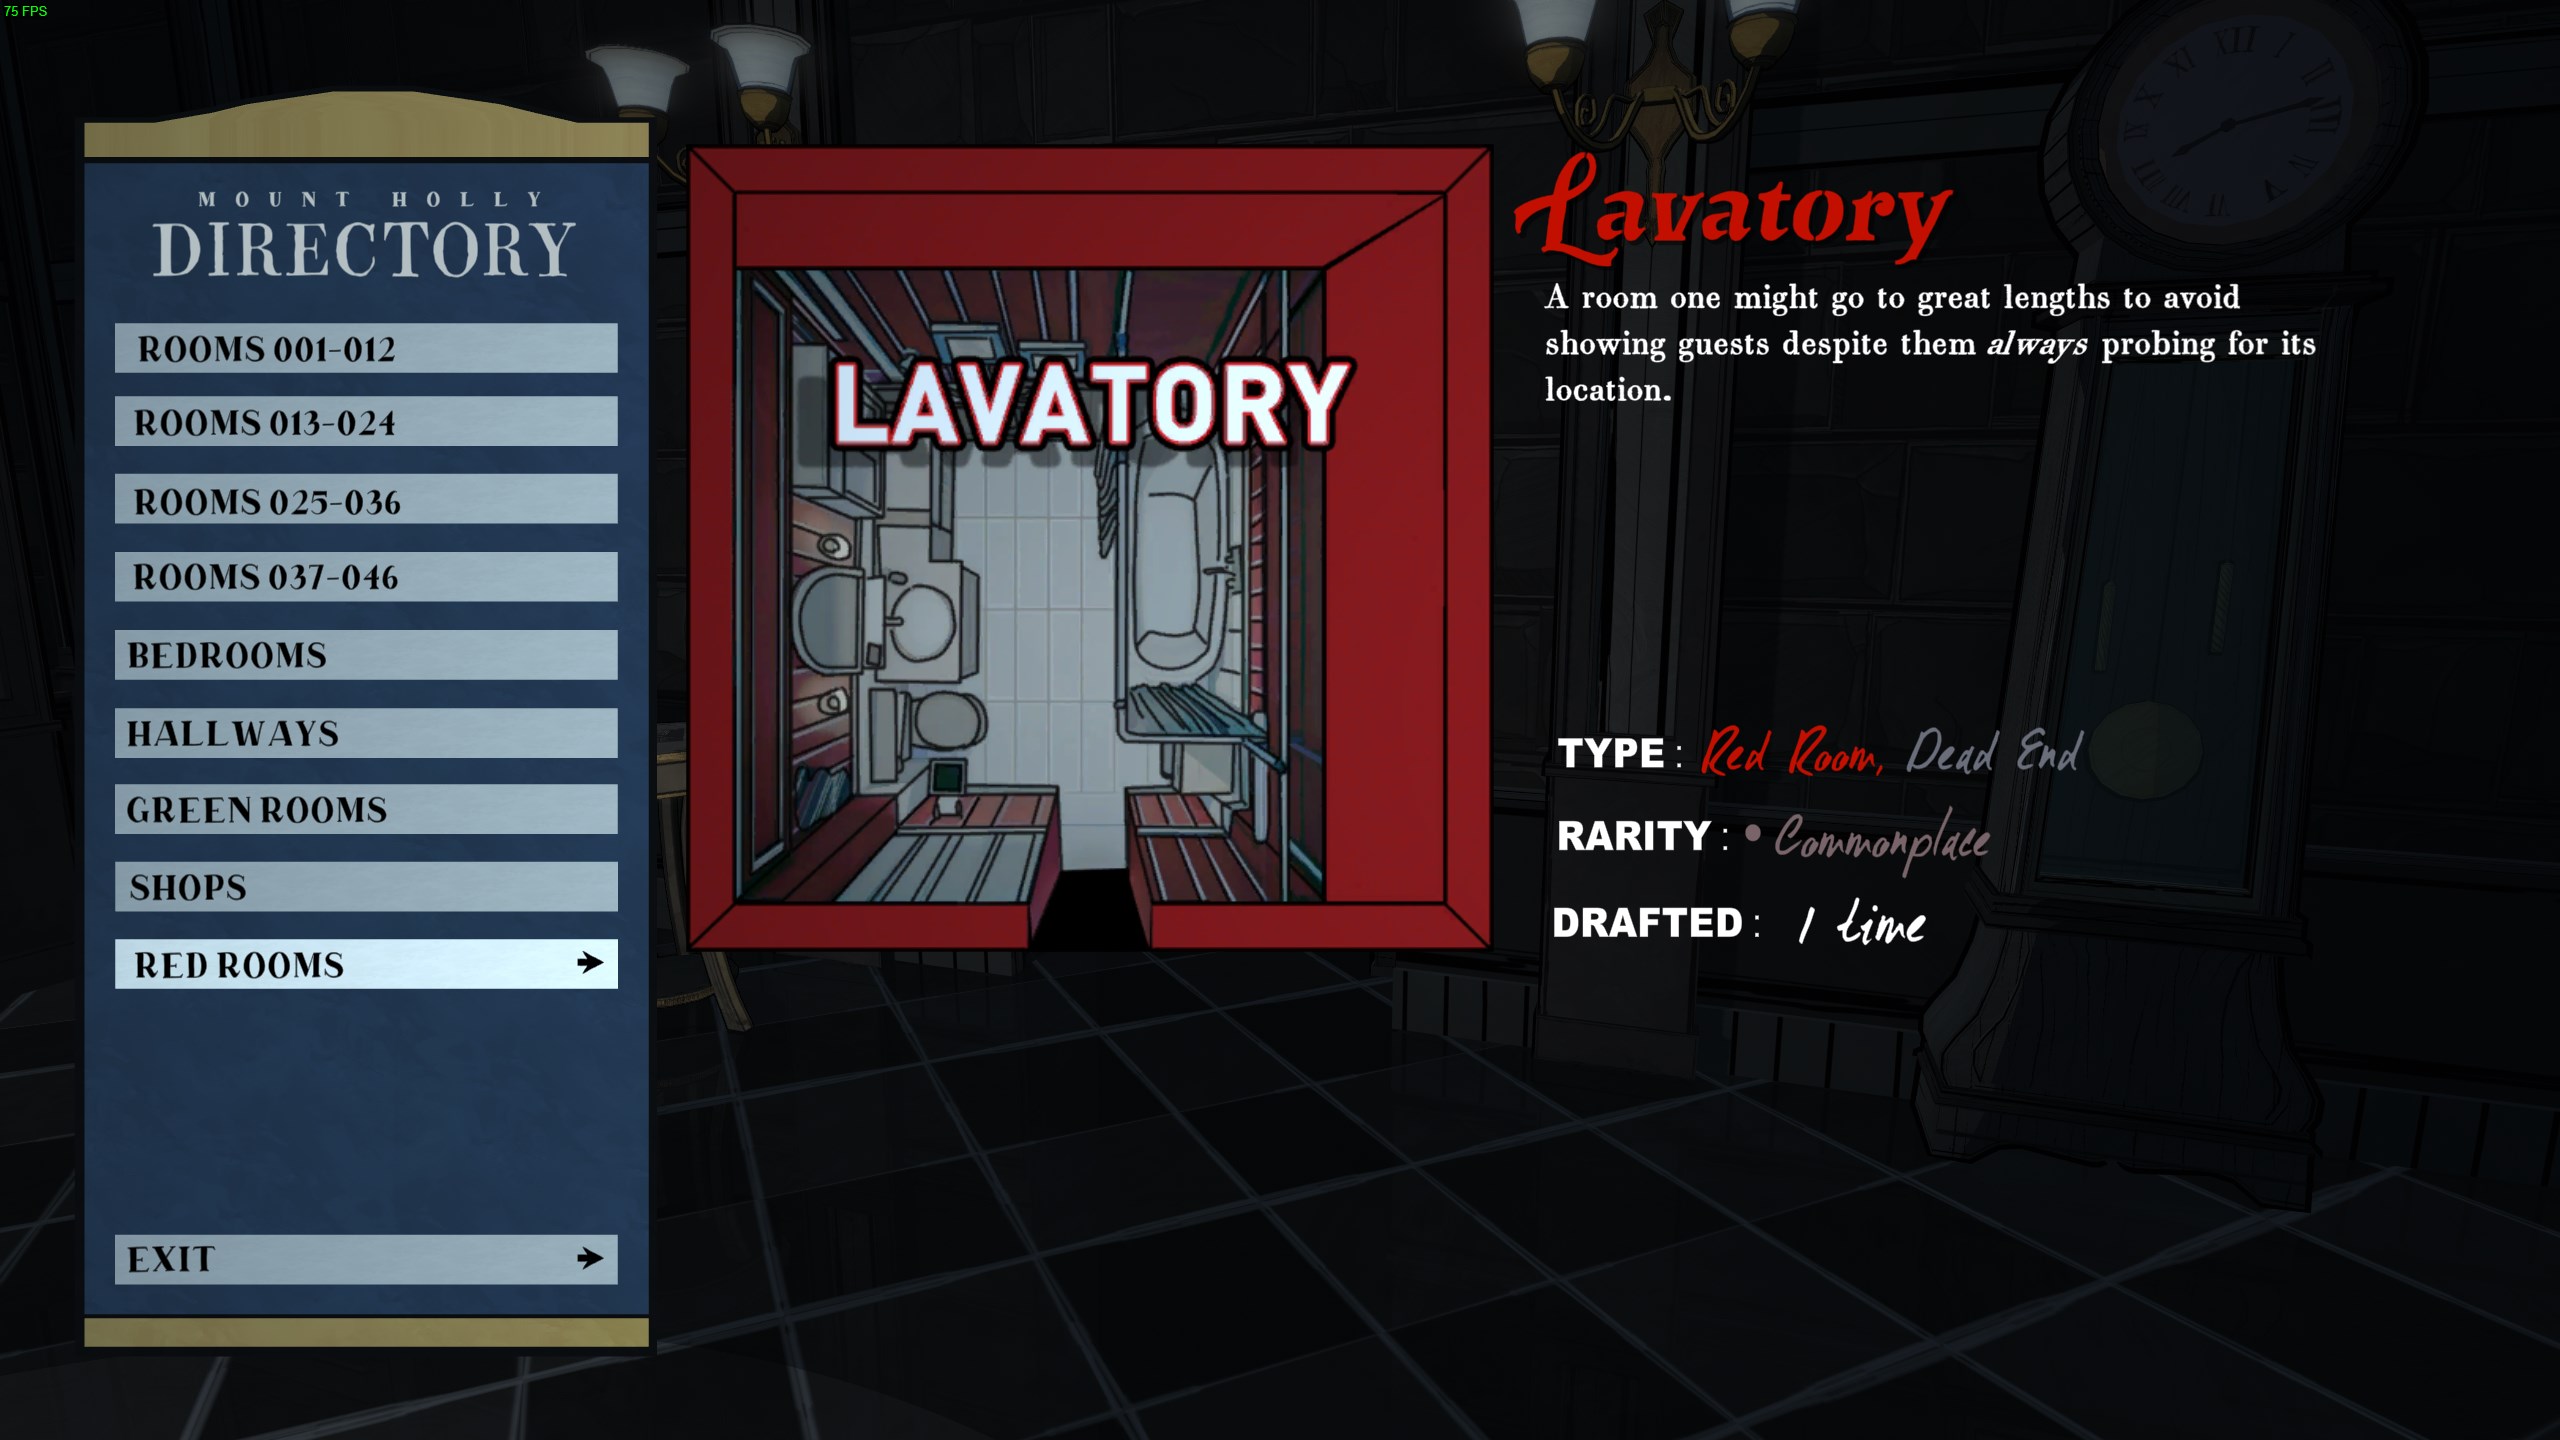 75 FPS
MOUNT HOLLY
DIRECTORY
ROOMS 001-012
ROOMS 013-024
ROOMS 025-036
ROOMS 037-046
BEDROOMS
HALLWAYS
GREEN ROOMS
SHOPS
RED ROOMS
EXIT
LAVATORY
Lavatory
A room one might go to great lengths to avoid
showing guests despite them always probing for its
location.
TYPE : Red Room, Dead End
RARITY : • Commonplace
DRAFTED : 1 time